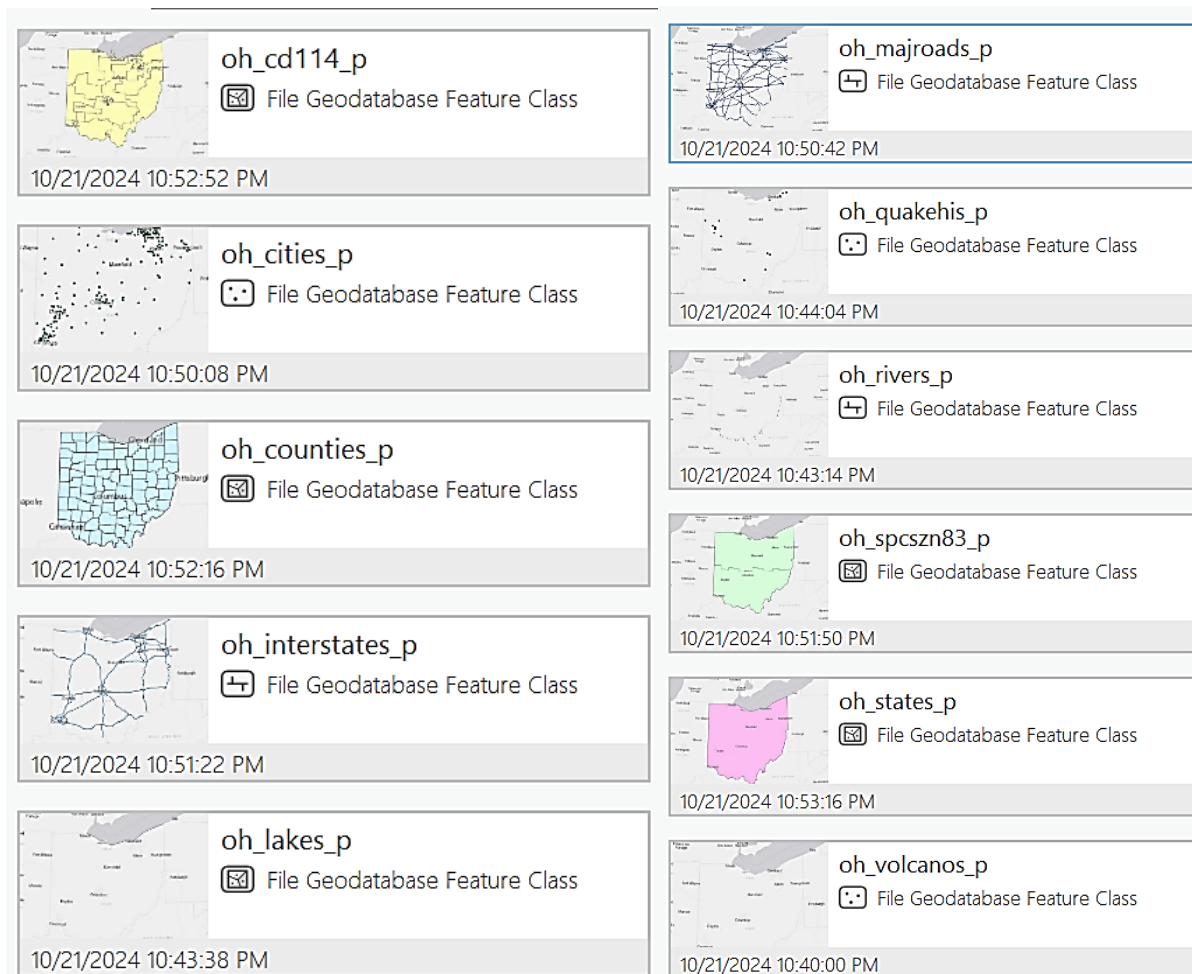 oh_cd114_p
File Geodatabase Feature Class
10/21/2024 10:52:52 PM
oh_cities_p
File Geodatabase Feature Class
10/21/2024 10:50:08 PM
oh_counties_p
File Geodatabase Feature Class
10/21/2024 10:52:16 PM
oh_interstates_p
File Geodatabase Feature Class
10/21/2024 10:51:22 PM
oh_lakes_p
File Geodatabase Feature Class
10/21/2024 10:43:38 PM
oh_majroads_p
File Geodatabase Feature Class
10/21/2024 10:50:42 PM
oh_quakehis_p
File Geodatabase Feature Class
10/21/2024 10:44:04 PM
oh_rivers_p
File Geodatabase Feature Class
10/21/2024 10:43:14 PM
oh_spcszn83_p
File Geodatabase Feature Class
10/21/2024 10:51:50 PM
oh_states_p
File Geodatabase Feature Class
10/21/2024 10:53:16 PM
oh_volcanos_p
File Geodatabase Feature Class
10/21/2024 10:40:00 PM